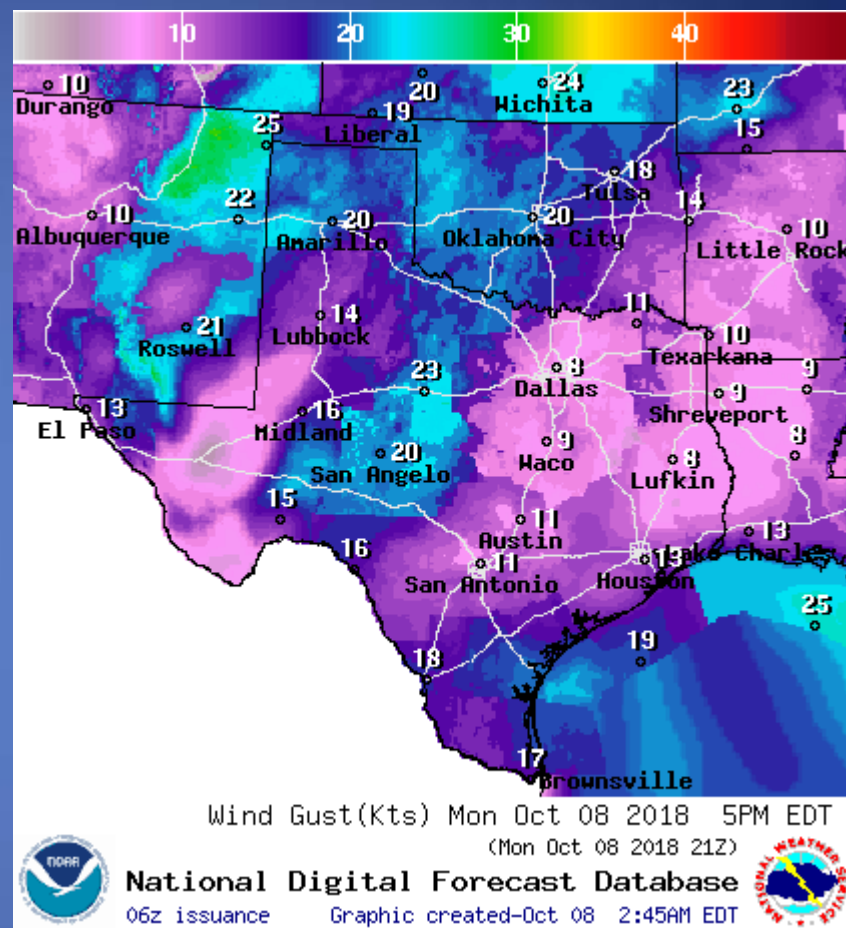 10 20 30 40
10 Durango
19 Liberal
20
24 Wichita
23
15
25
18 Tulsa
10 Albuquerque
22
20 Amarillo
20 Oklahoma City
14
10 Little Rock
21 Roswell
14 Lubbock
11
10 Texarkana
13 El Paso
16 Midland
23
8 Dallas
9 Shreveport
9
20 San Angelo
9 Waco
8 Lufkin
8
15
11 Austin
13 Lake Charl
16
11 San Antonio
13 Houston
25
18
19
17 Brownsville
Wind Gust(Kts) Mon Oct 08 2018 5PM EDT
(Mon Oct 08 2018 21Z)
NOAA
National Digital Forecast Database
06z issuance Graphic created-Oct 08 2:45AM EDT
NATIONAL WEATHER SERVICE